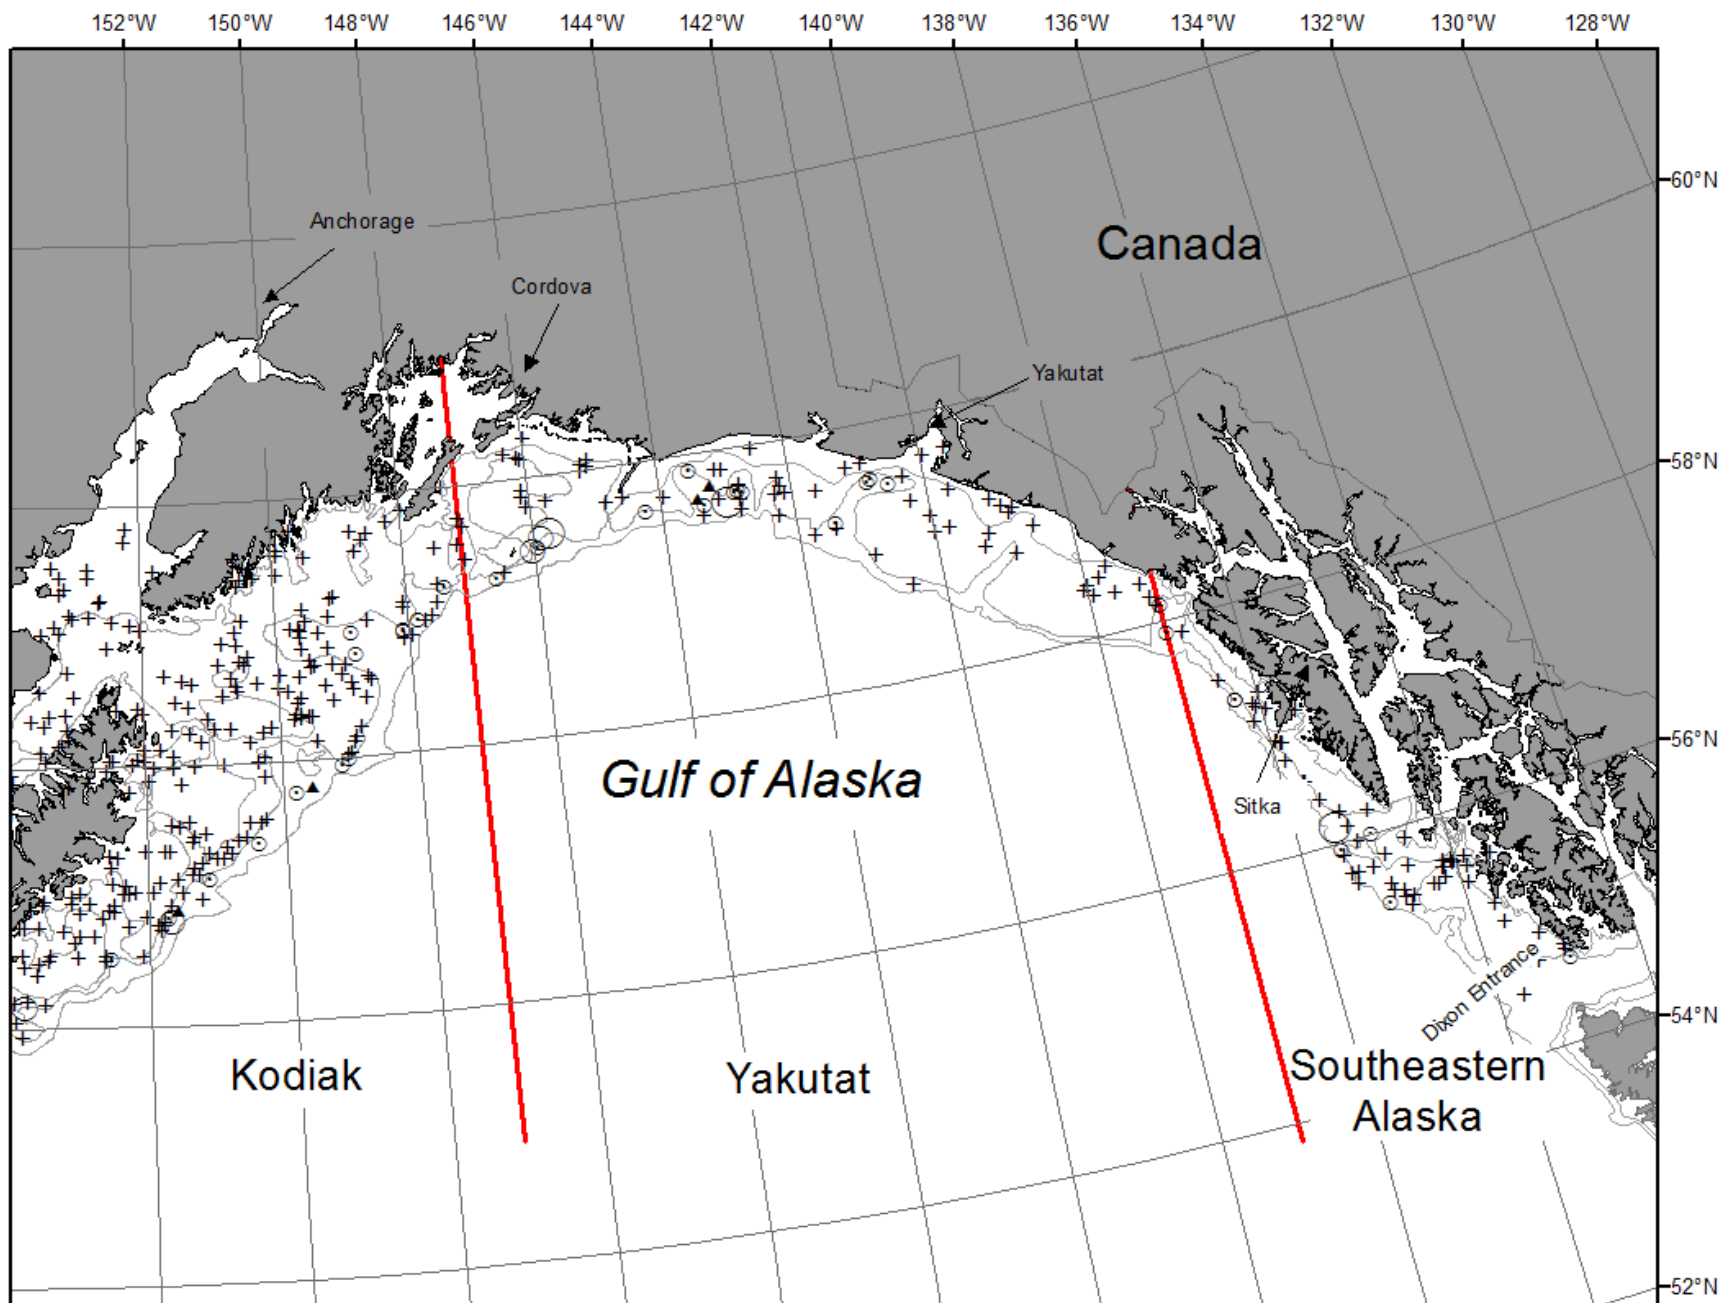 152°W 150°W 148°W 146°W 144°W 142°W 140°W 138°W 136°W 134°W 132°W 130°W 128°W
60°N
Anchorage
Canada
Cordova
Yakutat
58°N
56°N
Gulf of Alaska
Sitka
Dixon Entrance
54°N
Kodiak
Yakutat
Southeastern
Alaska
52°N